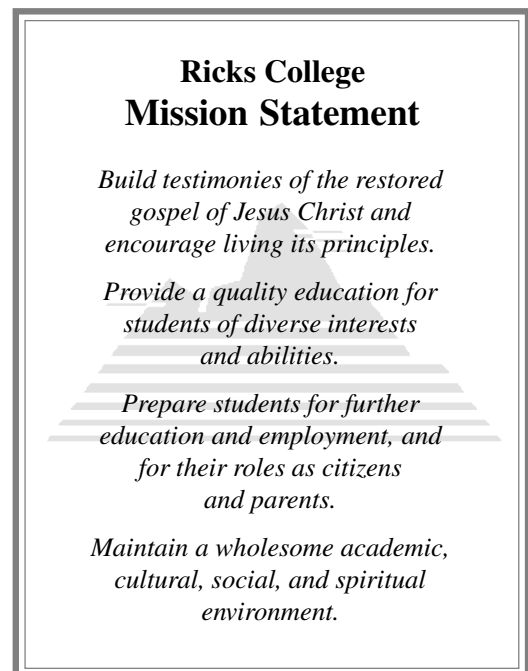 Ricks College
Mission Statement
Build testimonies of the restored
gospel of Jesus Christ and
encourage living its principles.
Provide a quality education for
students of diverse interests
and abilities.
Prepare students for further
education and employment, and
for their roles as citizens
and parents.
Maintain a wholesome academic,
cultural, social, and spiritual
environment.